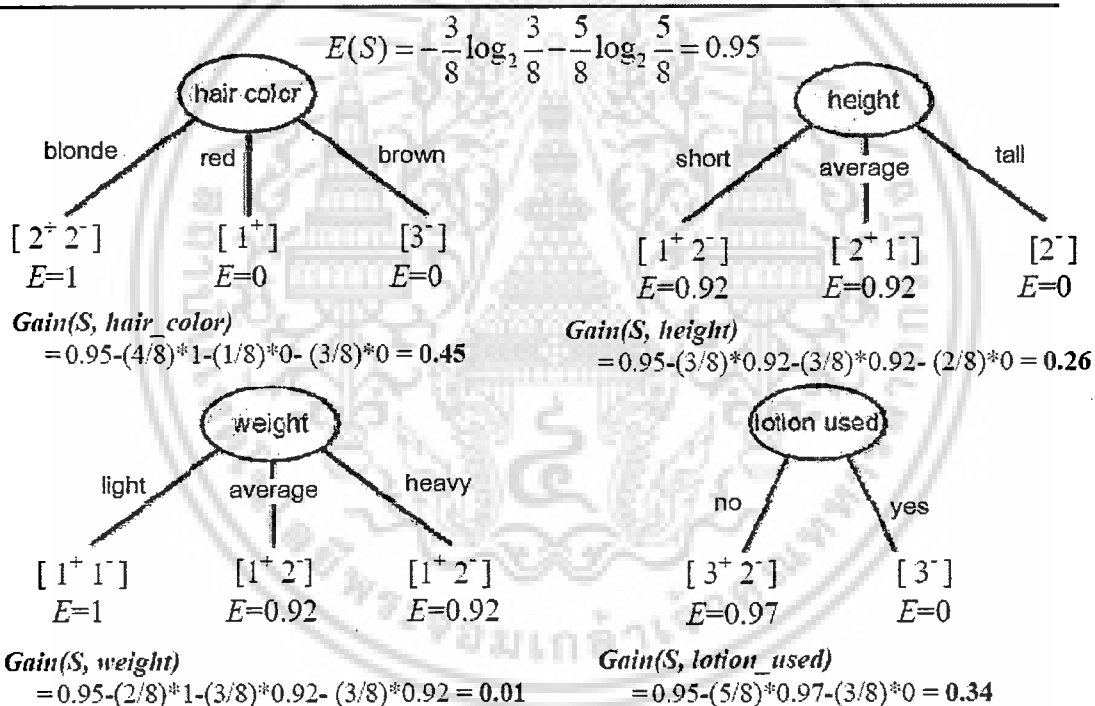 E(S) = -3/8 log₂ 3/8 - 5/8 log₂ 5/8 = 0.95
hair color
blonde red brown
[2⁺ 2⁻] [1⁺] [3⁻]
E=1 E=0 E=0
Gain(S, hair_color)
=0.95-(4/8)*1-(1/8)*0- (3/8)*0 = 0.45
height
short average tall
[1⁺ 2⁻] [2⁺ 1⁻] [2⁻]
E=0.92 E=0.92 E=0
Gain(S, height)
=0.95-(3/8)*0.92-(3/8)*0.92- (2/8)*0 = 0.26
weight
light average heavy
[1⁺ 1⁻] [1⁺ 2⁻] [1⁺ 2⁻]
E=1 E=0.92 E=0.92
Gain(S, weight)
=0.95-(2/8)*1-(3/8)*0.92- (3/8)*0.92 = 0.01
lotion used
no yes
[3⁺ 2⁻] [3⁻]
E=0.97 E=0
Gain(S, lotion_used)
=0.95-(5/8)*0.97-(3/8)*0 = 0.34